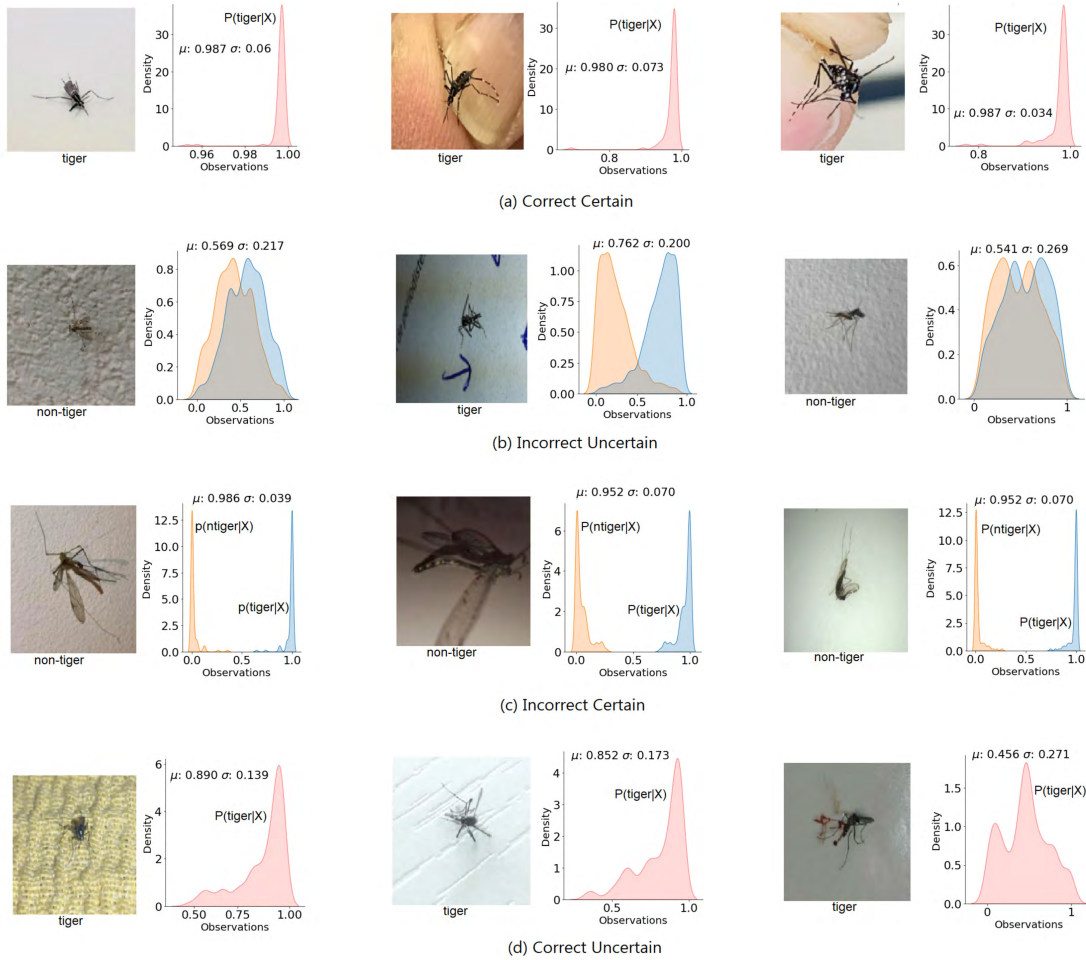 P(tiger|X)
μ: 0.987 σ: 0.06
Density
30
20
10
0
0.96 0.98 1.00
Observations
tiger
P(tiger|X)
μ: 0.980 σ: 0.073
Density
30
20
10
0
0.8 1.0
Observations
tiger
P(tiger|X)
μ: 0.987 σ: 0.034
Density
30
20
10
0
0.8 1.0
Observations
tiger
(a) Correct Certain
μ: 0.569 σ: 0.217
Density
0.8
0.6
0.4
0.2
0.0
0.0 0.5 1.0
Observations
non-tiger
μ: 0.762 σ: 0.200
Density
1.00
0.75
0.50
0.25
0.00
0.0 0.5 1.0
Observations
tiger
μ: 0.541 σ: 0.269
Density
0.6
0.4
0.2
0.0
0 1
Observations
non-tiger
(b) Incorrect Uncertain
μ: 0.986 σ: 0.039
p(ntiger|X)
p(tiger|X)
Density
12.5
10.0
7.5
5.0
2.5
0.0
0.0 0.5 1.0
Observations
non-tiger
μ: 0.952 σ: 0.070
P(ntiger|X)
P(tiger|X)
Density
6
4
2
0
0.0 0.5 1.0
Observations
non-tiger
μ: 0.952 σ: 0.070
P(ntiger|X)
P(tiger|X)
Density
12.5
10.0
7.5
5.0
2.5
0.0
0.0 0.5 1.0
Observations
non-tiger
(c) Incorrect Certain
μ: 0.890 σ: 0.139
P(tiger|X)
Density
6
4
2
0
0.50 0.75 1.00
Observations
tiger
μ: 0.852 σ: 0.173
P(tiger|X)
Density
4
3
2
1
0
0.5 1.0
Observations
tiger
μ: 0.456 σ: 0.271
P(tiger|X)
Density
2.0
1.5
1.0
0.5
0.0
0 1
Observations
tiger
(d) Correct Uncertain